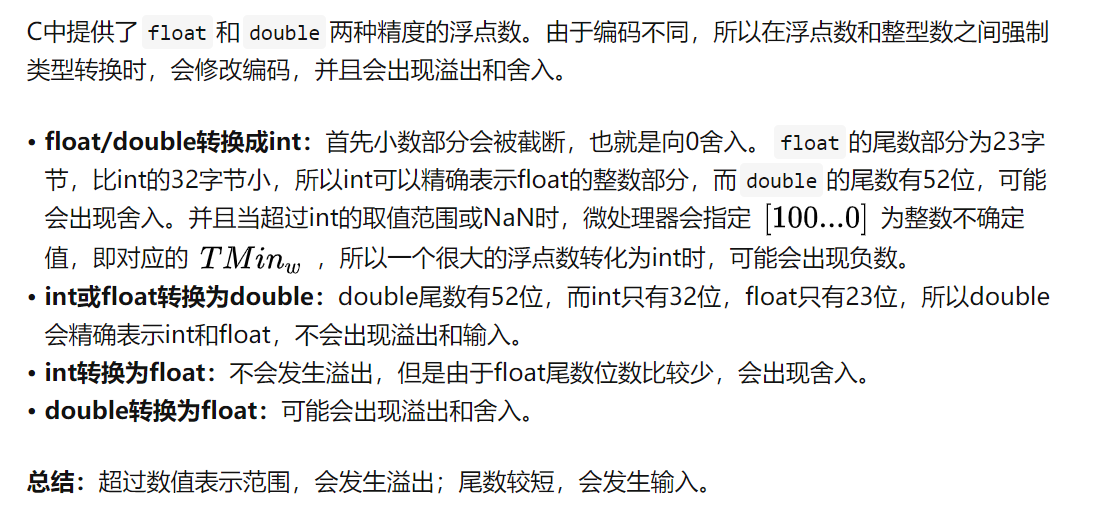 C中提供了 float 和 double 两种精度的浮点数。由于编码不同，所以在浮点数和整型数之间强制
类型转换时，会修改编码，并且会出现溢出和舍入。
• float/double转换成int：首先小数部分会被截断，也就是向0舍入。 float 的尾数部分为23字
节，比int的32字节小，所以int可以精确表示float的整数部分，而 double 的尾数有52位，可能
会出现舍入。并且当超过int的取值范围或NaN时，微处理器会指定 [100...0] 为整数不确定
值，即对应的 TMin_w ，所以一个很大的浮点数转化为int时，可能会出现负数。
• int或float转换为double：double尾数有52位，而int只有32位，float只有23位，所以double
会精确表示int和float，不会出现溢出和输入。
• int转换为float：不会发生溢出，但是由于float尾数位数比较少，会出现舍入。
• double转换为float：可能会出现溢出和舍入。
总结：超过数值表示范围，会发生溢出；尾数较短，会发生输入。